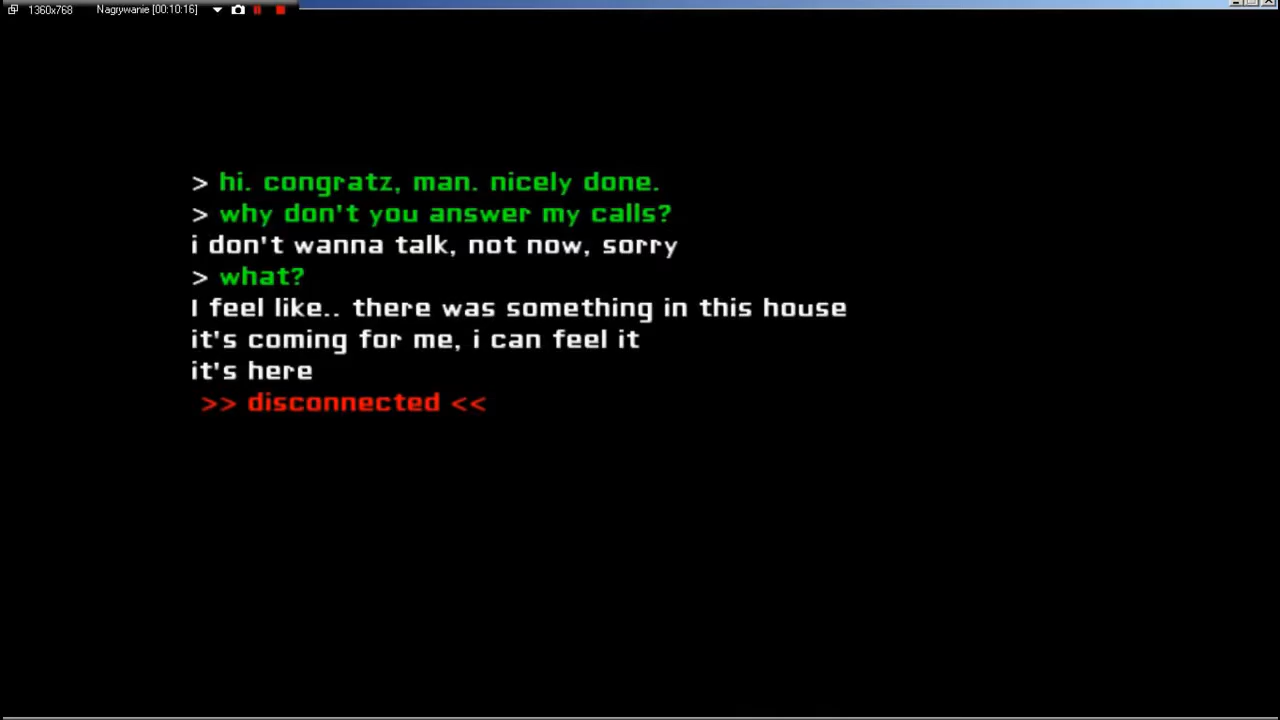 1360x768 Nagrywanie [00:10:16]
> hi. congratz, man. nicely done.
> why don't you answer my calls?
i don't wanna talk, not now, sorry
> what?
I feel like.. there was something in this house
it's coming for me, i can feel it
it's here
>> disconnected <<